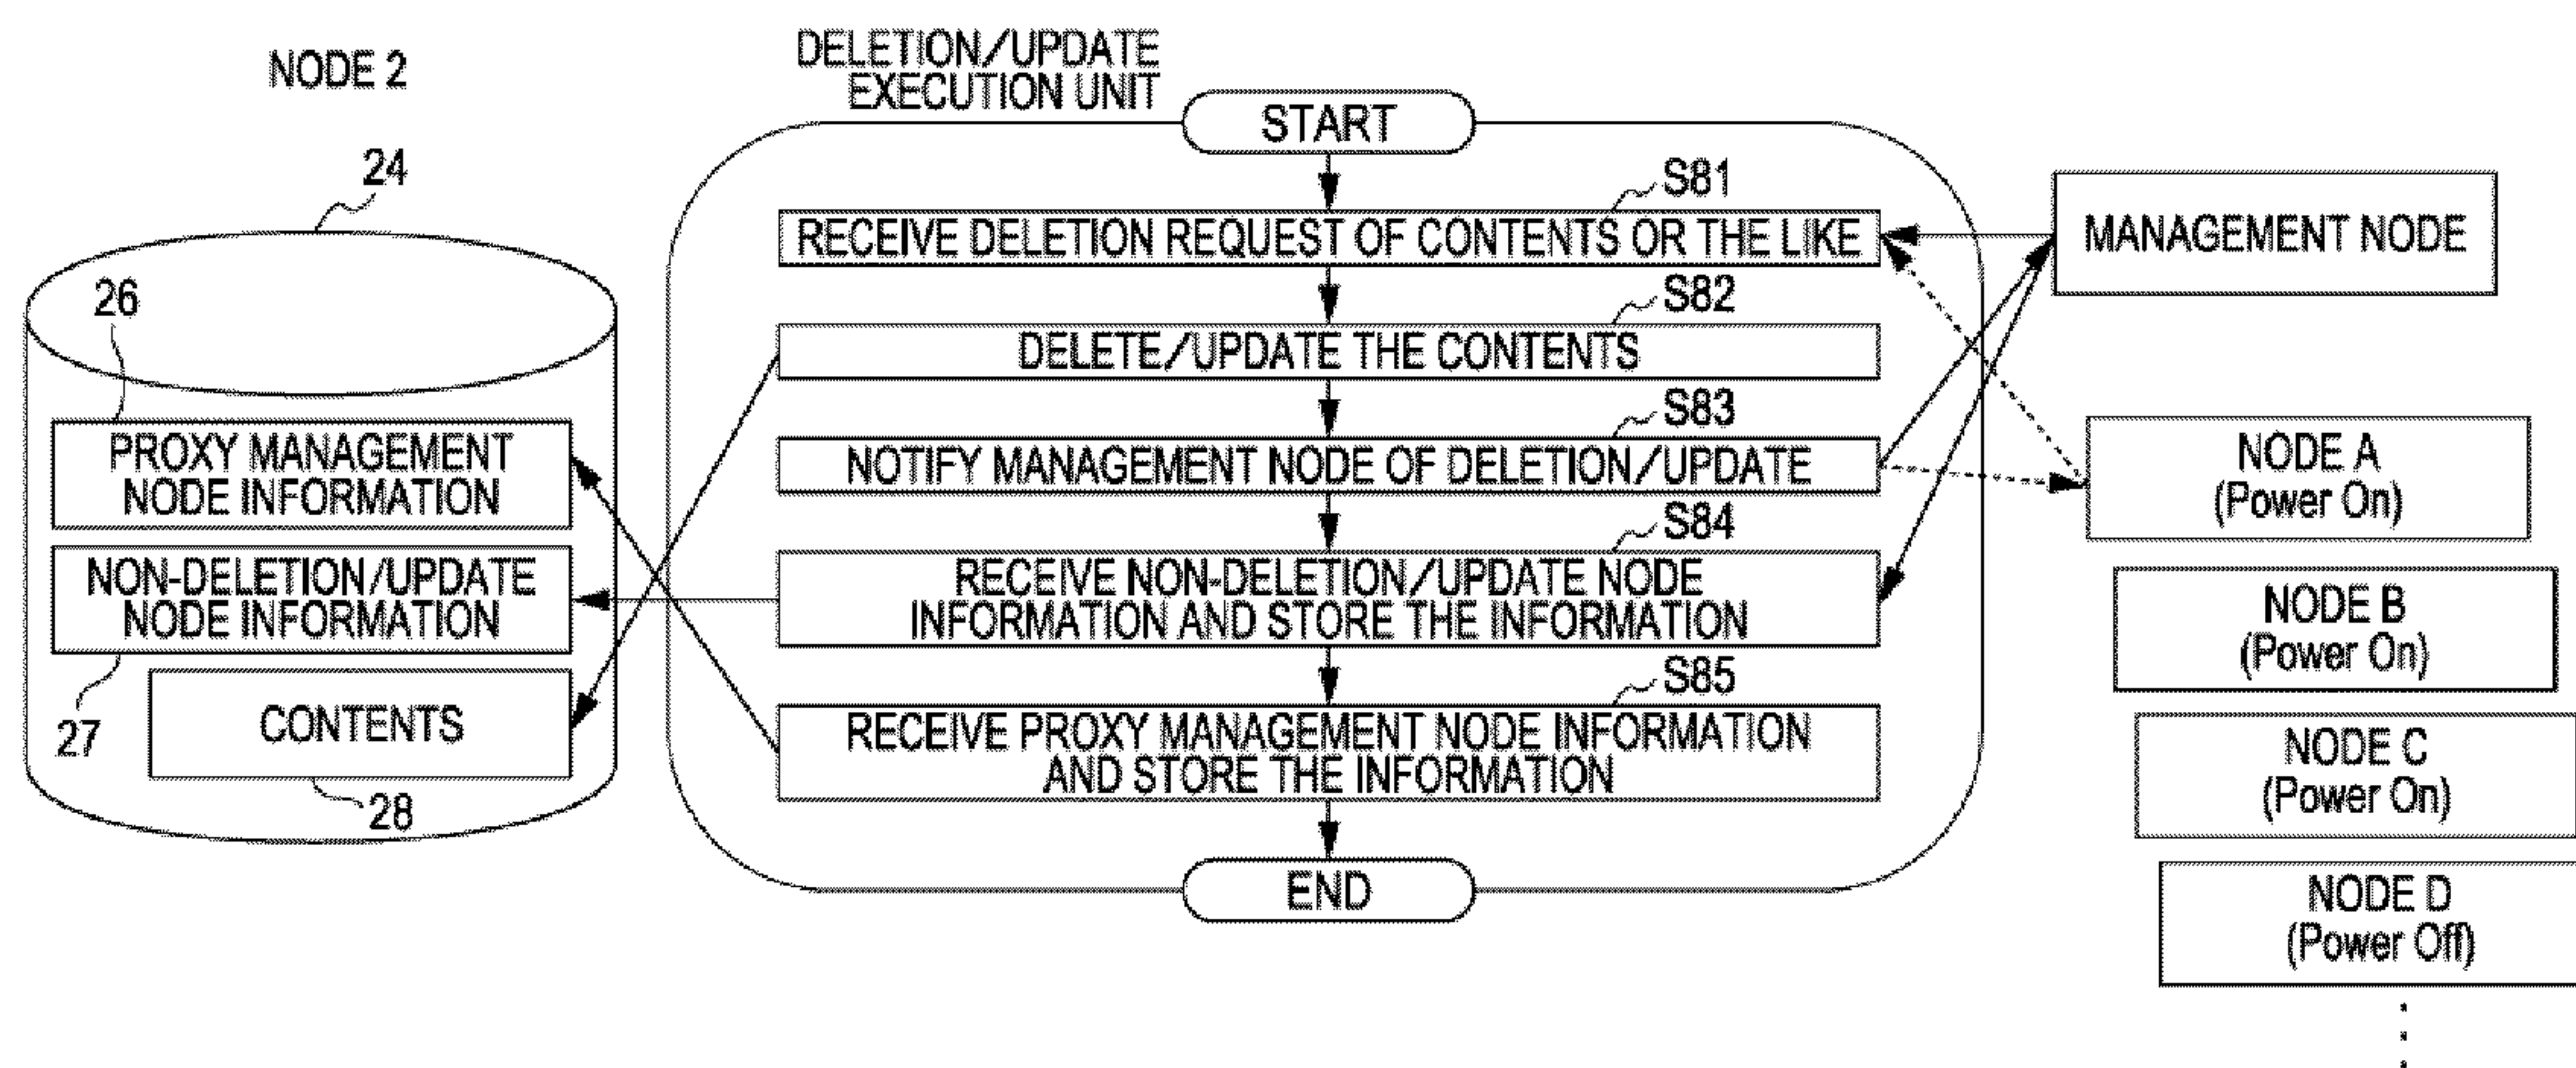 NODE 2
24
26
PROXY MANAGEMENT
NODE INFORMATION
NON-DELETION/UPDATE
NODE INFORMATION
27
CONTENTS
28
DELETION/UPDATE
EXECUTION UNIT
START
S81
RECEIVE DELETION REQUEST OF CONTENTS OR THE LIKE
S82
DELETE/UPDATE THE CONTENTS
S83
NOTIFY MANAGEMENT NODE OF DELETION/UPDATE
S84
RECEIVE NON-DELETION/UPDATE NODE
INFORMATION AND STORE THE INFORMATION
S85
RECEIVE PROXY MANAGEMENT NODE INFORMATION
AND STORE THE INFORMATION
END
MANAGEMENT NODE
NODE A
(Power On)
NODE B
(Power On)
NODE C
(Power On)
NODE D
(Power Off)